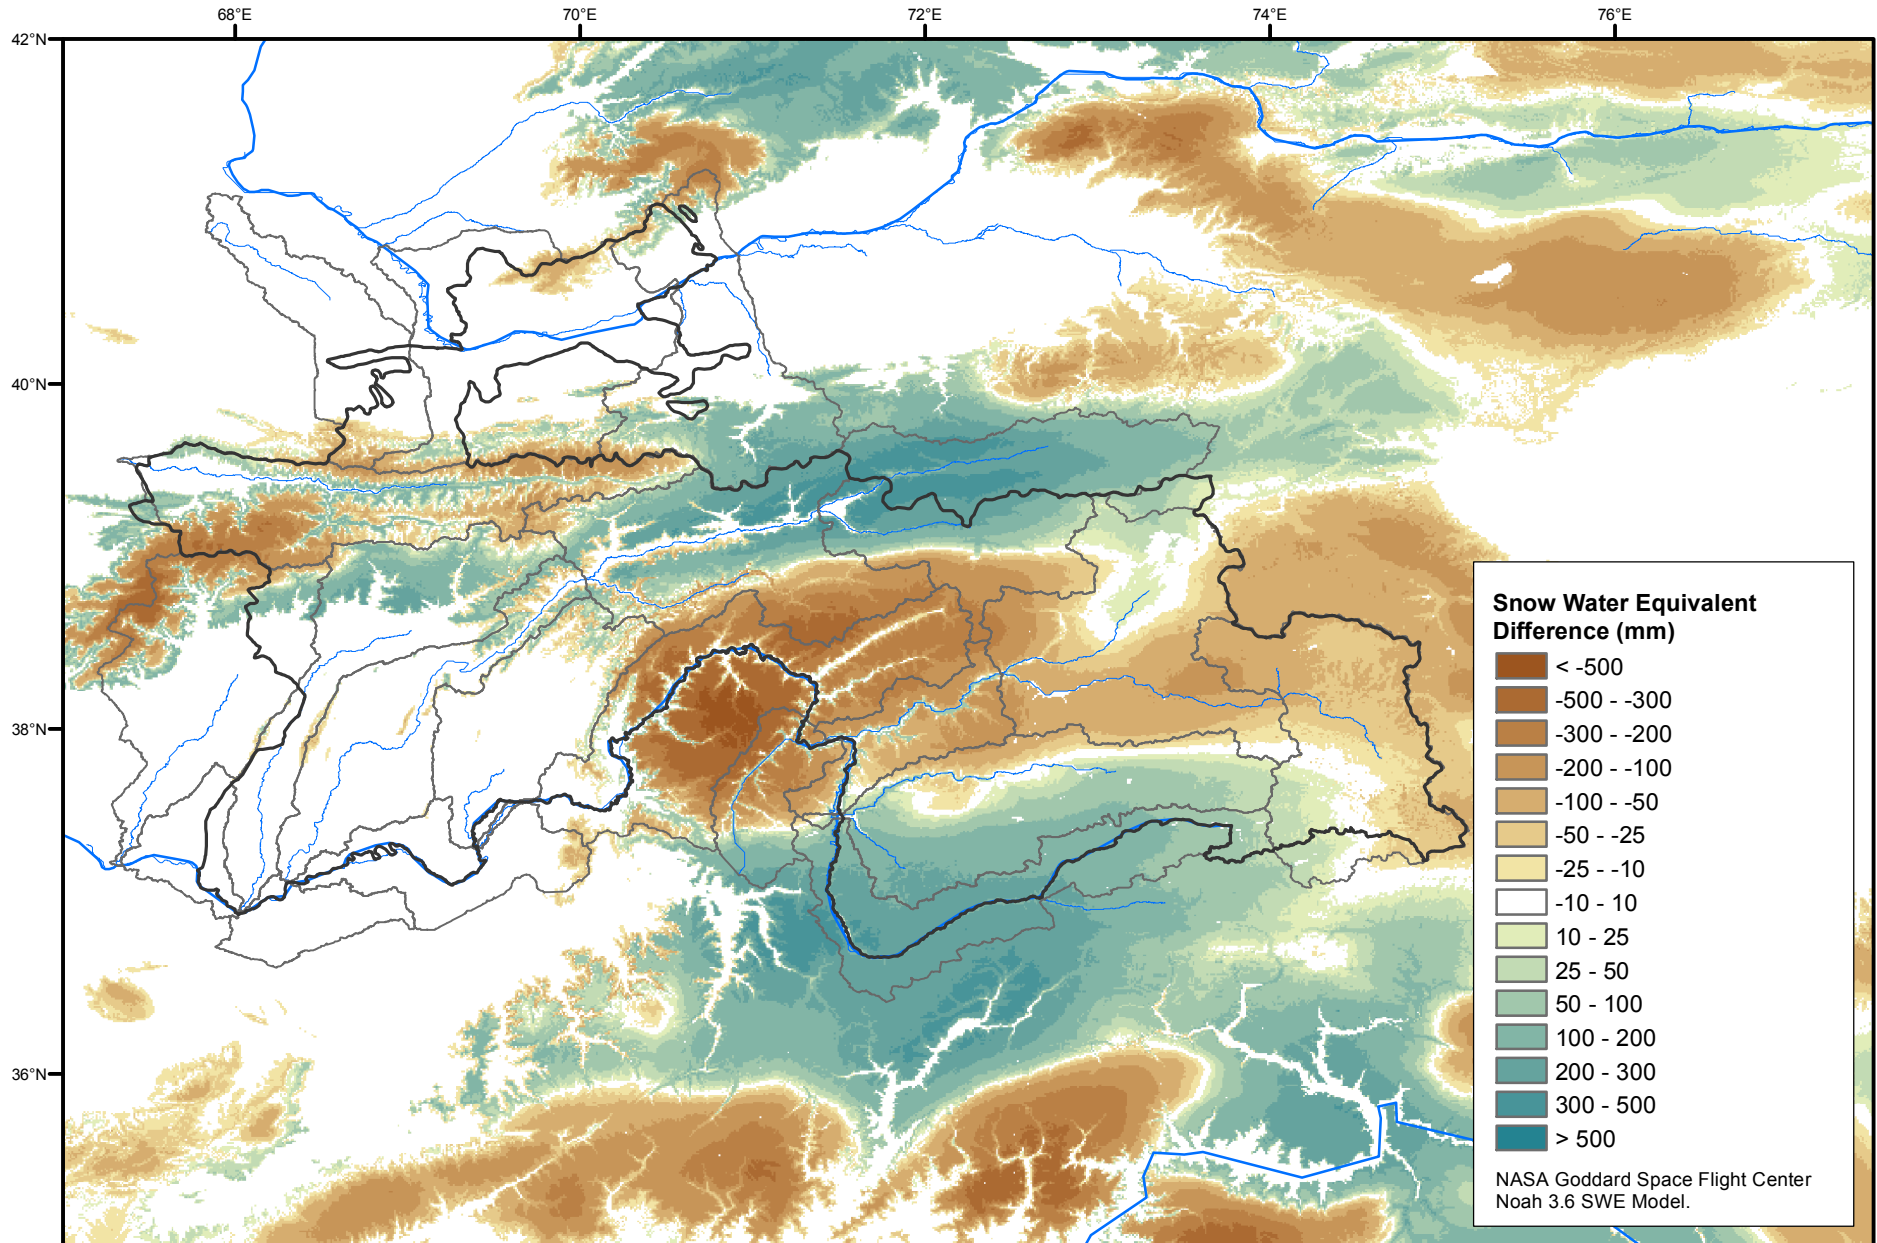 68°E 70°E 72°E 74°E 76°E
42°N
40°N
38°N
36°N
Snow Water Equivalent
Difference (mm)
< -500
-500 - -300
-300 - -200
-200 - -100
-100 - -50
-50 - -25
-25 - -10
-10 - 10
10 - 25
25 - 50
50 - 100
100 - 200
200 - 300
300 - 500
> 500
NASA Goddard Space Flight Center
Noah 3.6 SWE Model.